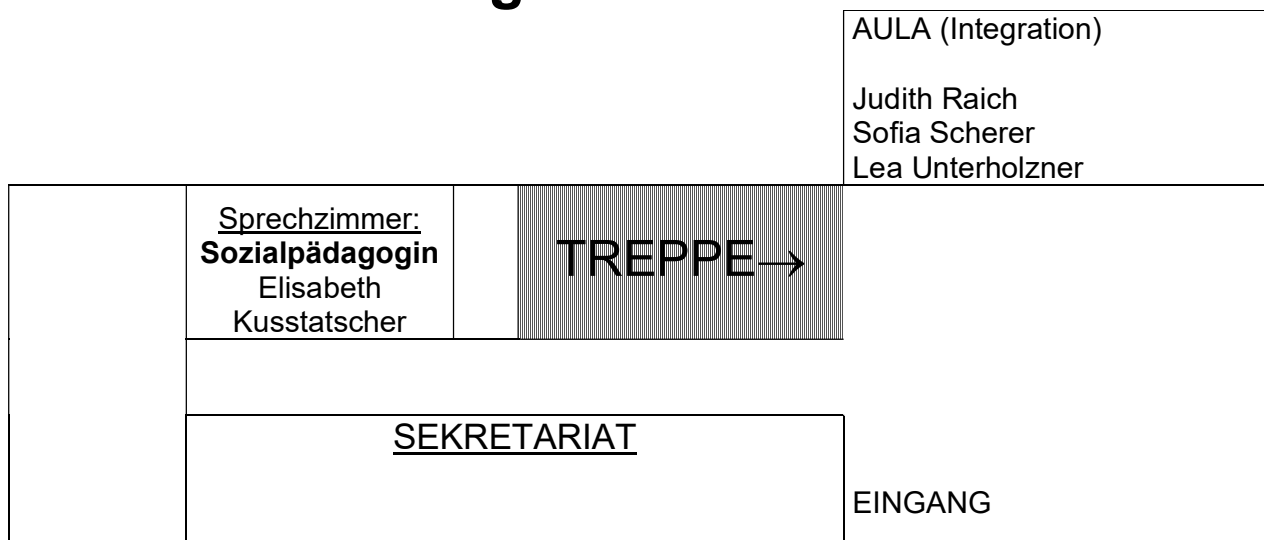 AULA (Integration)
Judith Raich
Sofia Scherer
Lea Unterholzner
Sprechzimmer:
Sozialpädagogin
Elisabeth
Kusstatscher
TREPPE→
SEKRETARIAT
EINGANG